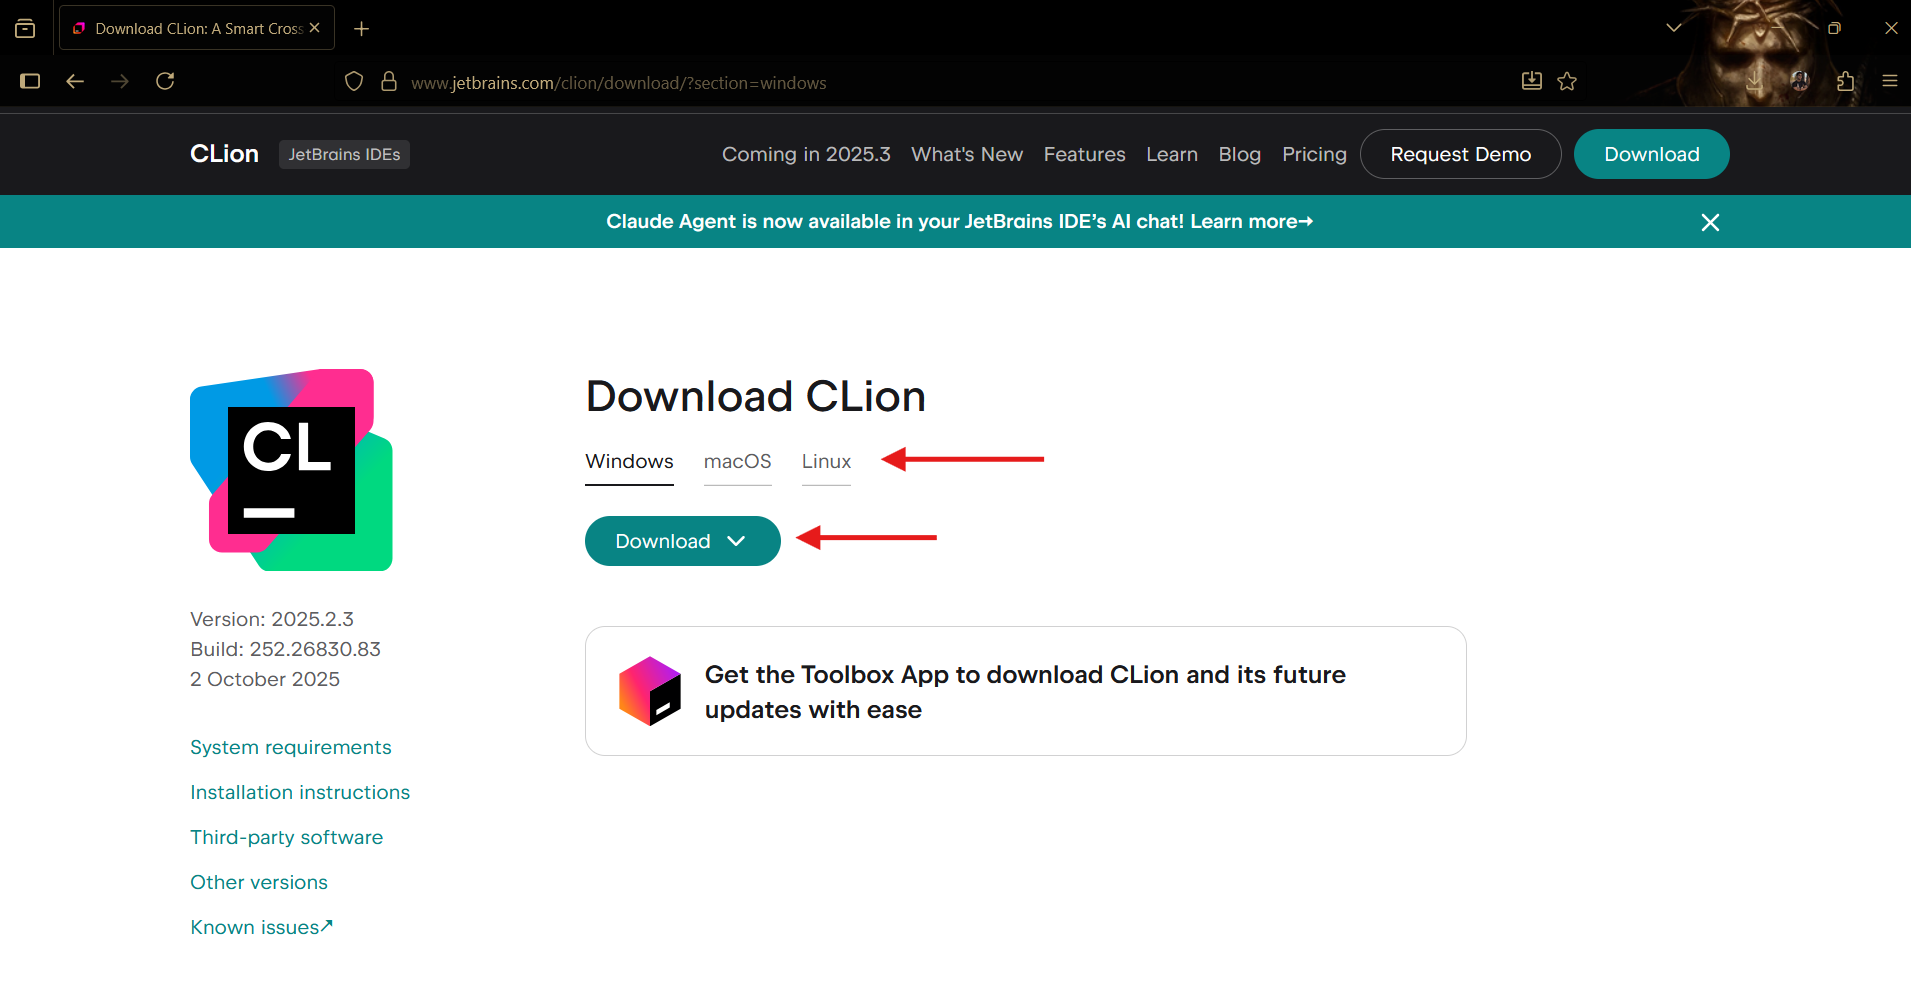 Download CLion: A Smart Cross
www.jetbrains.com/clion/download/?section=windows
CLion JetBrains IDEs Coming in 2025.3 What's New Features Learn Blog Pricing Request Demo Download
Claude Agent is now available in your JetBrains IDE’s AI chat! Learn more→
CL
Download CLion
Windows macOS Linux
Download
Version: 2025.2.3
Build: 252.26830.83
2 October 2025
Get the Toolbox App to download CLion and its future
updates with ease
System requirements
Installation instructions
Third-party software
Other versions
Known issues↗